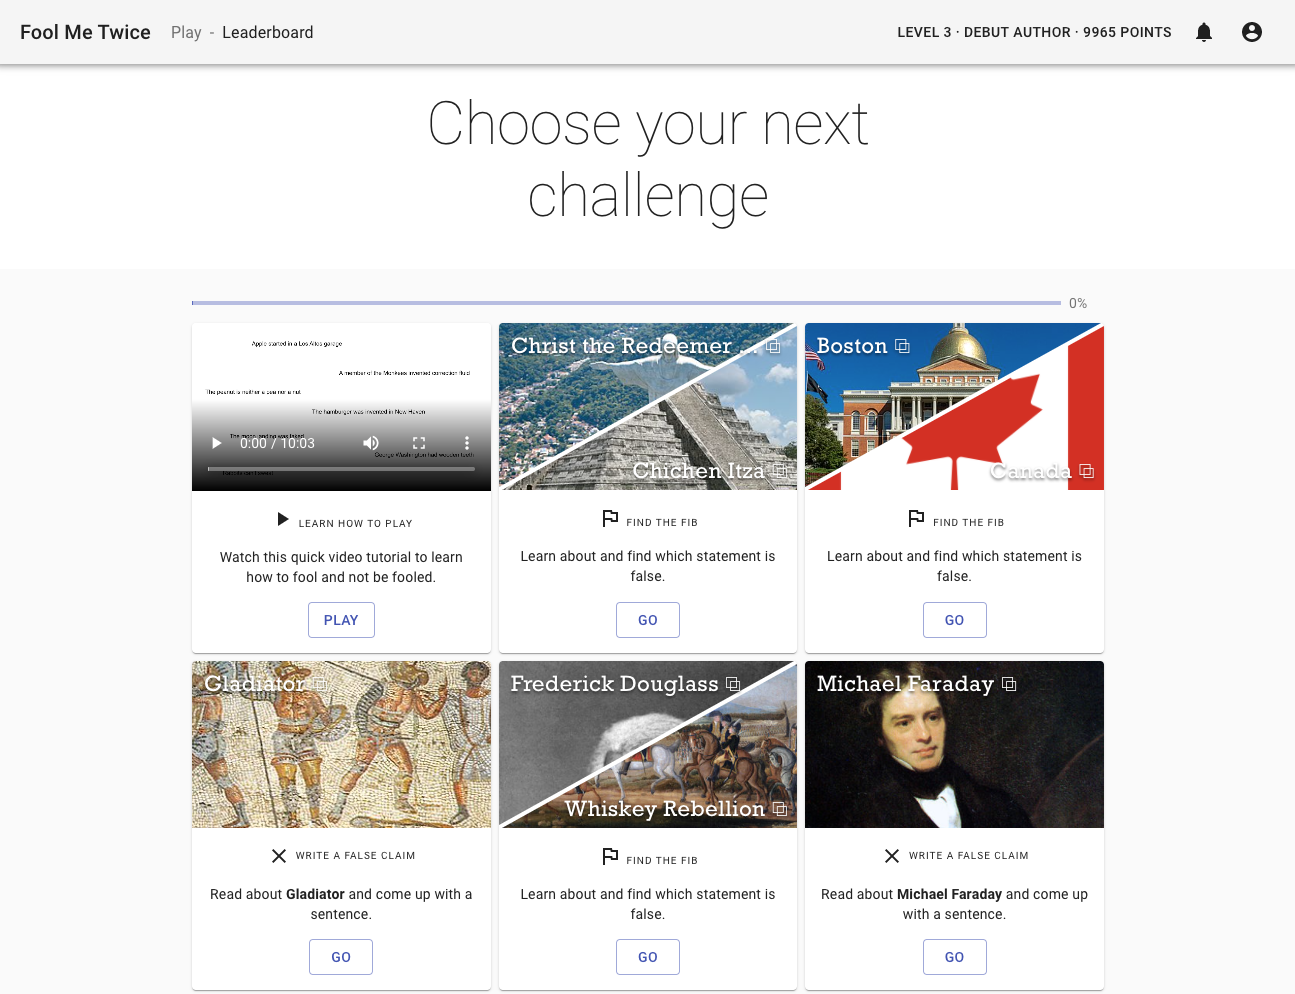 Fool Me Twice Play - Leaderboard LEVEL 3 · DEBUT AUTHOR · 9965 POINTS
Choose your next
challenge
0%
Apple started in a Los Altos garage
A member of the Monkees invented correction fluid
The peanut is neither a pea nor a nut
The hamburger was invented in New Haven
The moon landing was faked
0:00 / 10:03
George Washington had wooden teeth
LEARN HOW TO PLAY
Watch this quick video tutorial to learn
how to fool and not be fooled.
PLAY
Christ the Redeemer ...
Chichen Itza
FIND THE FIB
Learn about and find which statement is
false.
GO
Boston
Canada
FIND THE FIB
Learn about and find which statement is
false.
GO
Gladiator
WRITE A FALSE CLAIM
Read about Gladiator and come up with a
sentence.
GO
Frederick Douglass
Whiskey Rebellion
FIND THE FIB
Learn about and find which statement is
false.
GO
Michael Faraday
WRITE A FALSE CLAIM
Read about Michael Faraday and come up
with a sentence.
GO